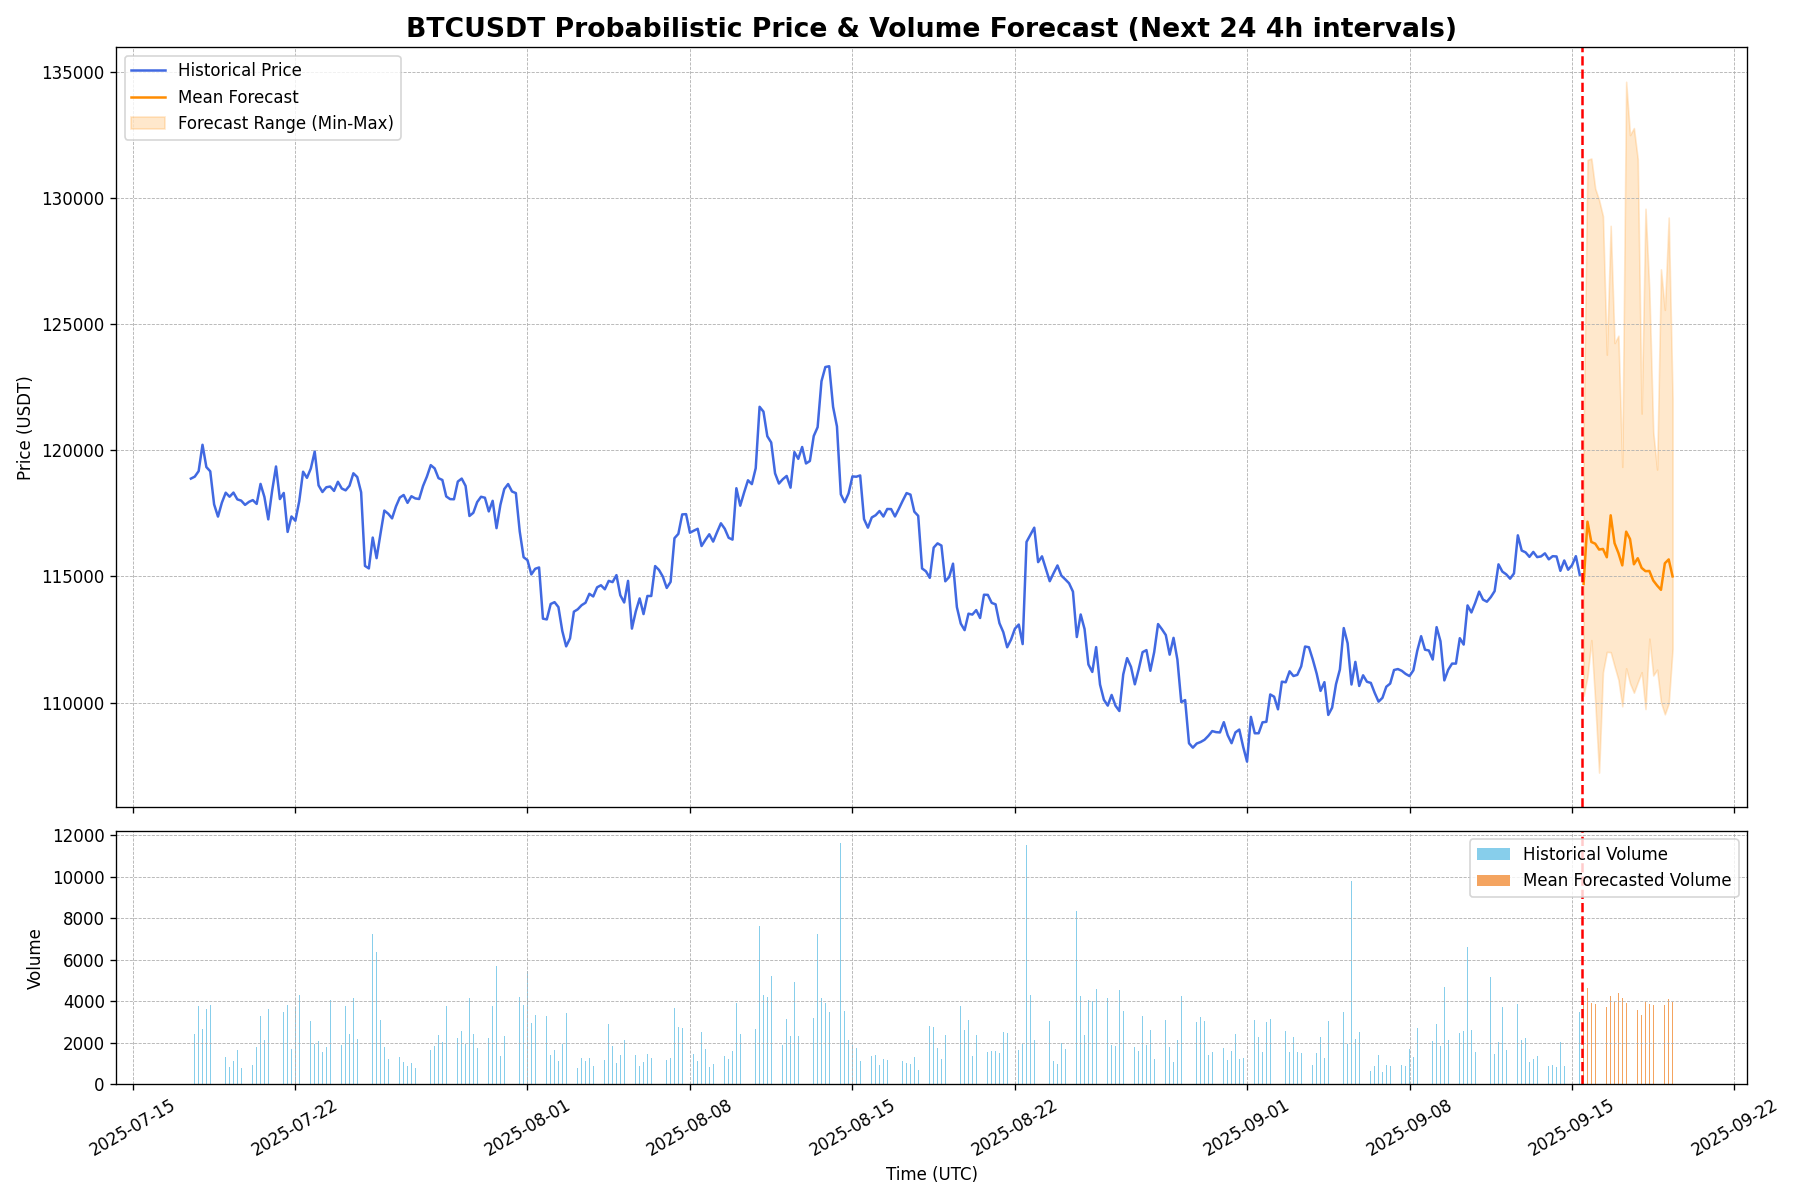 BTCUSDT Probabilistic Price & Volume Forecast (Next 24 4h intervals)
Historical Price
Mean Forecast
Forecast Range (Min-Max)
Price (USDT)
135000
130000
125000
120000
115000
110000
Historical Volume
Mean Forecasted Volume
Volume
12000
10000
8000
6000
4000
2000
0
2025-07-15
2025-07-22
2025-08-01
2025-08-08
2025-08-15
2025-08-22
2025-09-01
2025-09-08
2025-09-15
2025-09-22
Time (UTC)